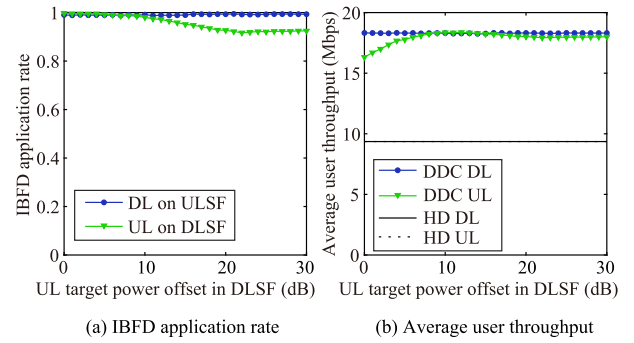 IBFD application rate
1
0.8
0.6
0.4
0.2
0
DL on ULSF
UL on DLSF
0
10
20
30
UL target power offset in DLSF (dB)
(a) IBFD application rate
Average user throughput (Mbps)
20
15
10
5
0
DDC DL
DDC UL
HD DL
HD UL
0
10
20
30
UL target power offset in DLSF (dB)
(b) Average user throughput